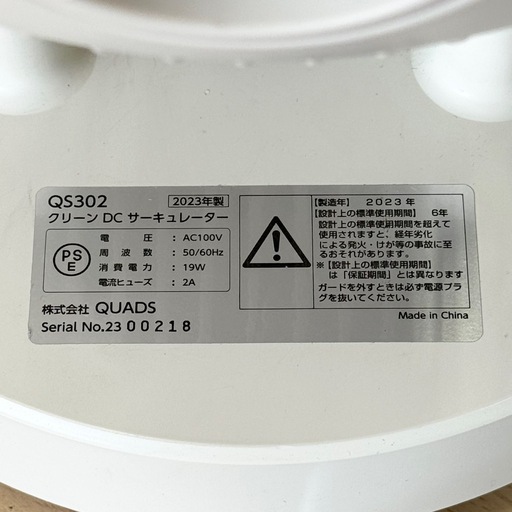 QS302 2023年製
クリーン DC サーキュレーター
PS
E
電 圧 : AC100V
周 波 数 : 50/60Hz
消 費 電 力 : 19W
電流ヒューズ : 2A
株式会社 QUADS
Serial No.23 00218
【製造年】 2023年
【設計上の標準使用期間】 6年
設計上の標準使用期間を超えて
使用されますと、経年劣化
による発火・けが等の事故に至
るおそれがあります。
※【設計上の標準使用期間】
は「保証期間」とは異なります
ガードを外すときは必ず電源プラ
グを抜いてください。
Made in China